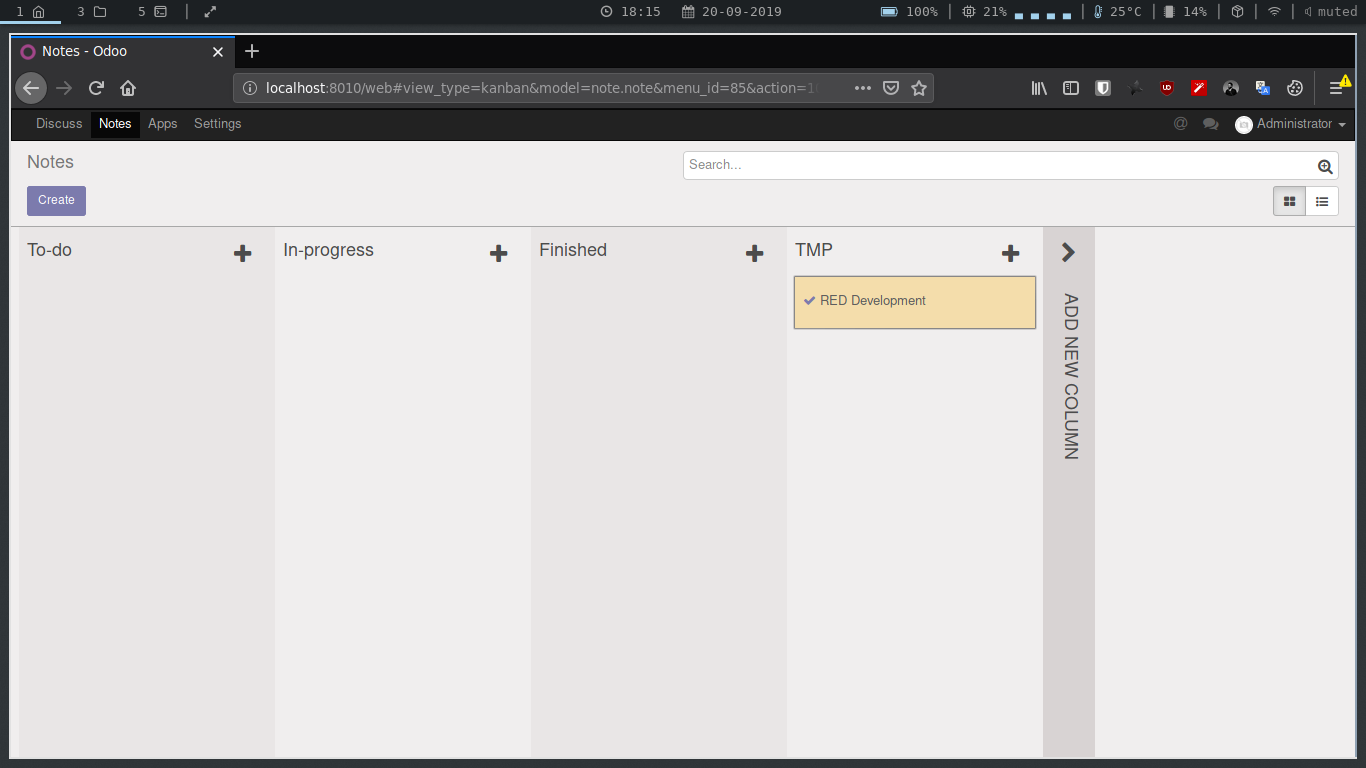 1 3 5 18:15 20-09-2019 100% 21% 25°C 14% muted
Notes - Odoo
localhost:8010/web#view_type=kanban&model=note.note&menu_id=85&action=1
Discuss Notes Apps Settings @ Administrator
Notes
Search...
Create
To-do In-progress Finished TMP
RED Development
ADD NEW COLUMN